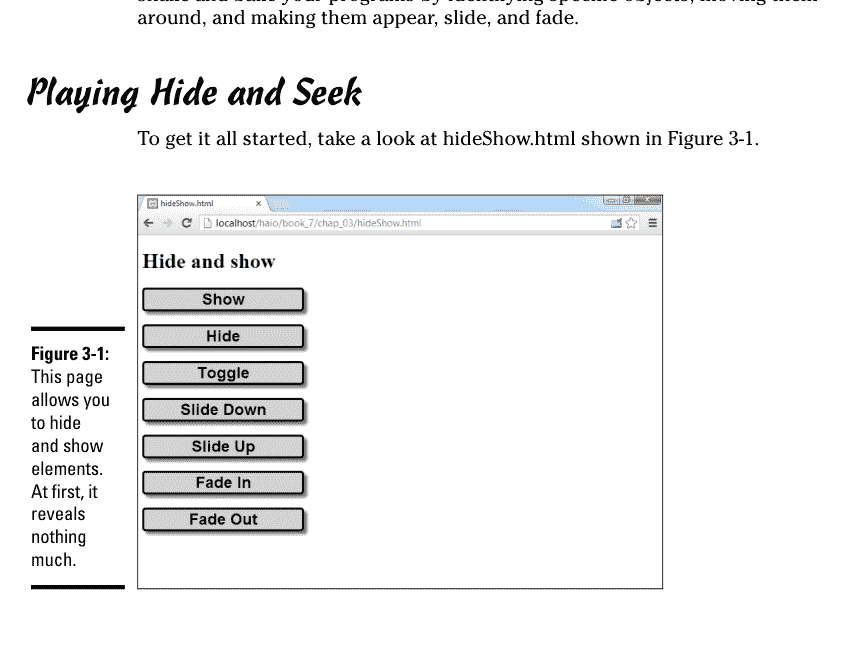 around, and making them appear, slide, and fade.
Playing Hide and Seek
To get it all started, take a look at hideShow.html shown in Figure 3-1.
hideShow.html
localhost/haio/book_7/chap_03/hideShow.html
Hide and show
Show
Hide
Toggle
Slide Down
Slide Up
Fade In
Fade Out
Figure 3-1:
This page
allows you
to hide
and show
elements.
At first, it
reveals
nothing
much.